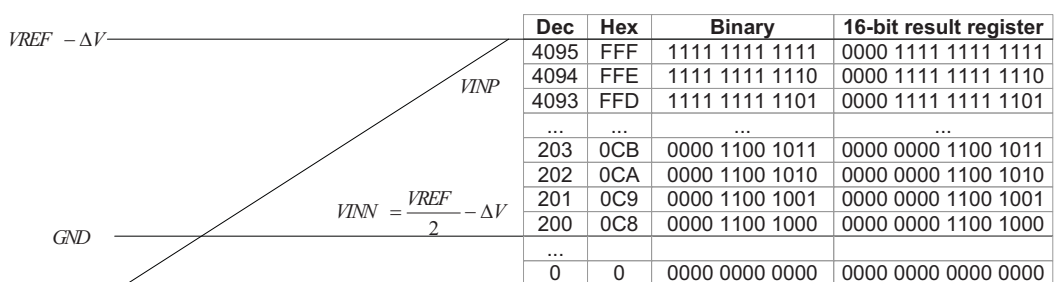 Dec Hex Binary 16-bit result register
VREF − ΔV
4095 FFF 1111 1111 1111 0000 1111 1111 1111
4094 FFE 1111 1111 1110 0000 1111 1111 1110
VINP
4093 FFD 1111 1111 1101 0000 1111 1111 1101
... ... ... ...
203 0CB 0000 1100 1011 0000 0000 1100 1011
202 0CA 0000 1100 1010 0000 0000 1100 1010
201 0C9 0000 1100 1001 0000 0000 1100 1001
VINN = VREF/2 − ΔV
200 0C8 0000 1100 1000 0000 0000 1100 1000
GND
...
0 0 0000 0000 0000 0000 0000 0000 0000